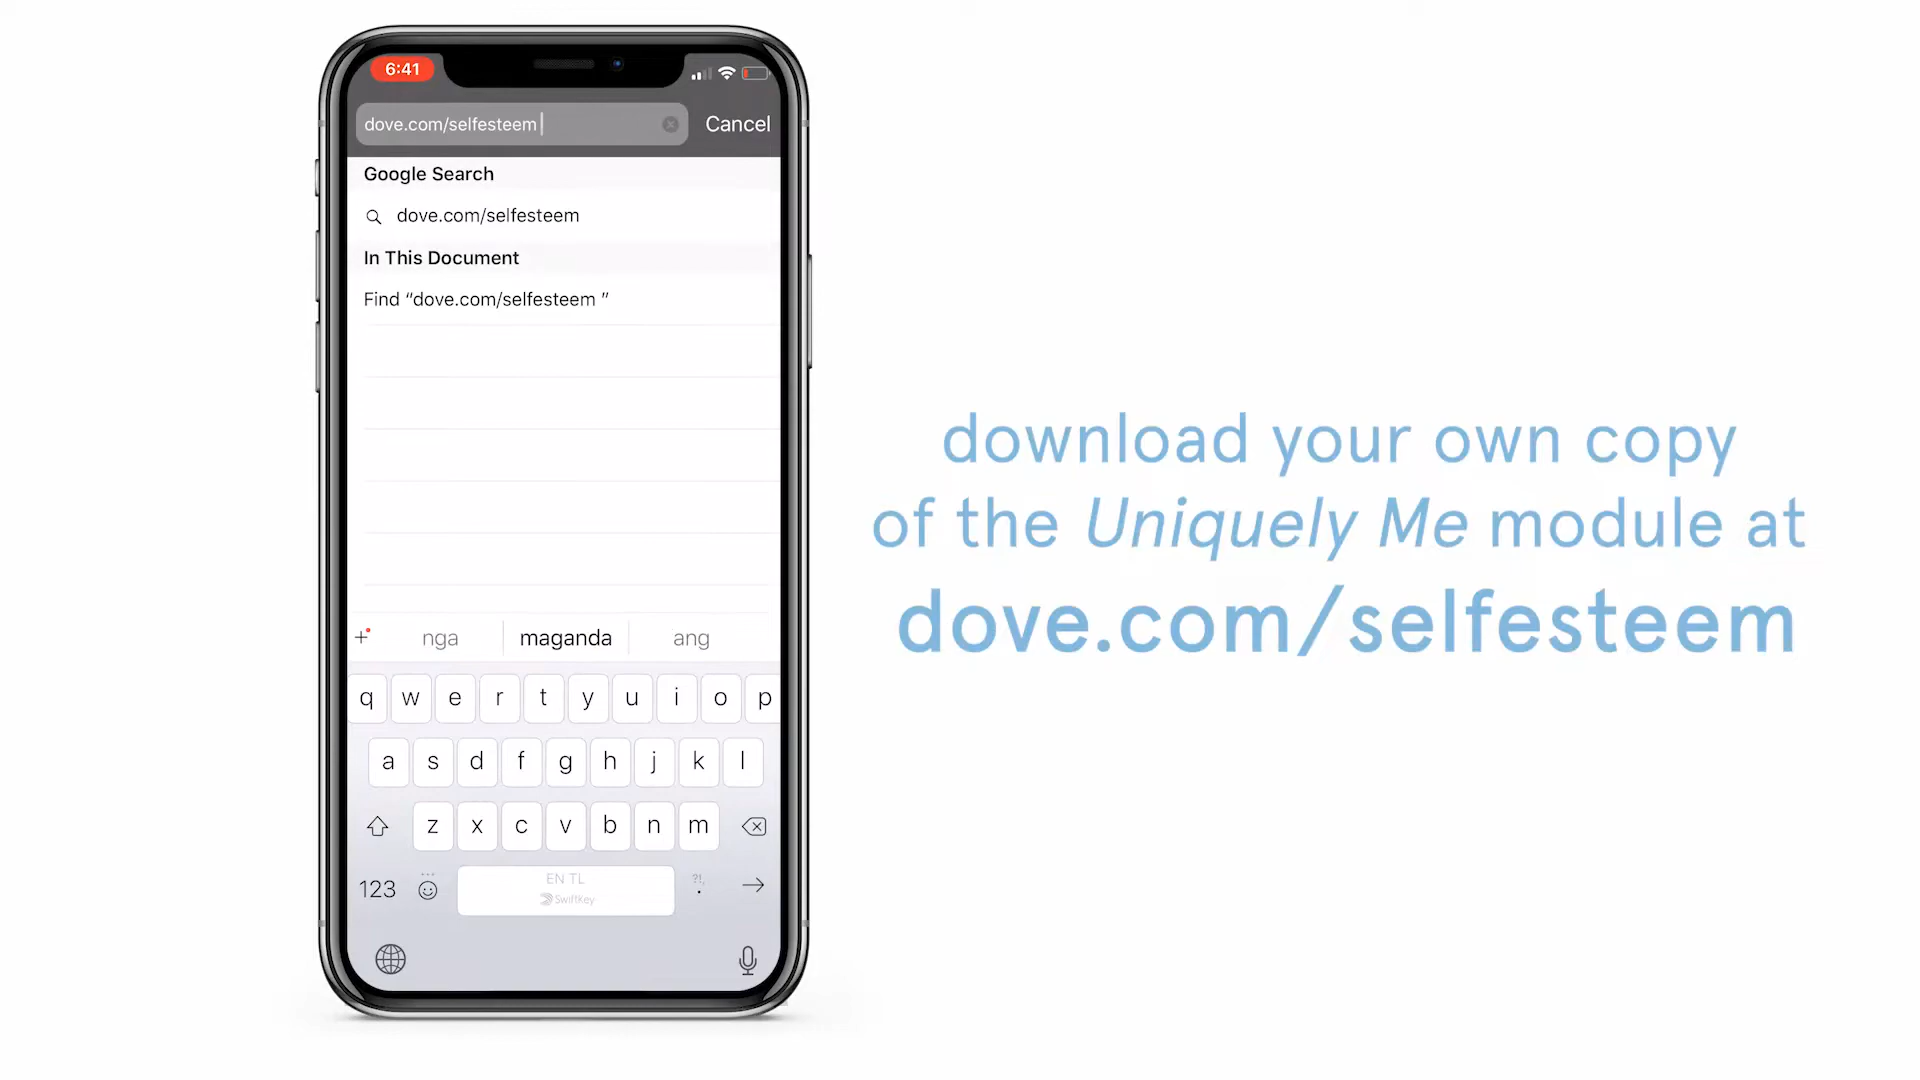 6:41
dove.com/selfesteem
Cancel
Google Search
dove.com/selfesteem
In This Document
Find “dove.com/selfesteem ”
nga maganda ang
q w e r t y u i o p
a s d f g h j k l
z x c v b n m
123
EN TL
SwiftKey
?!,
.
download your own copy
of the Uniquely Me module at
dove.com/selfesteem